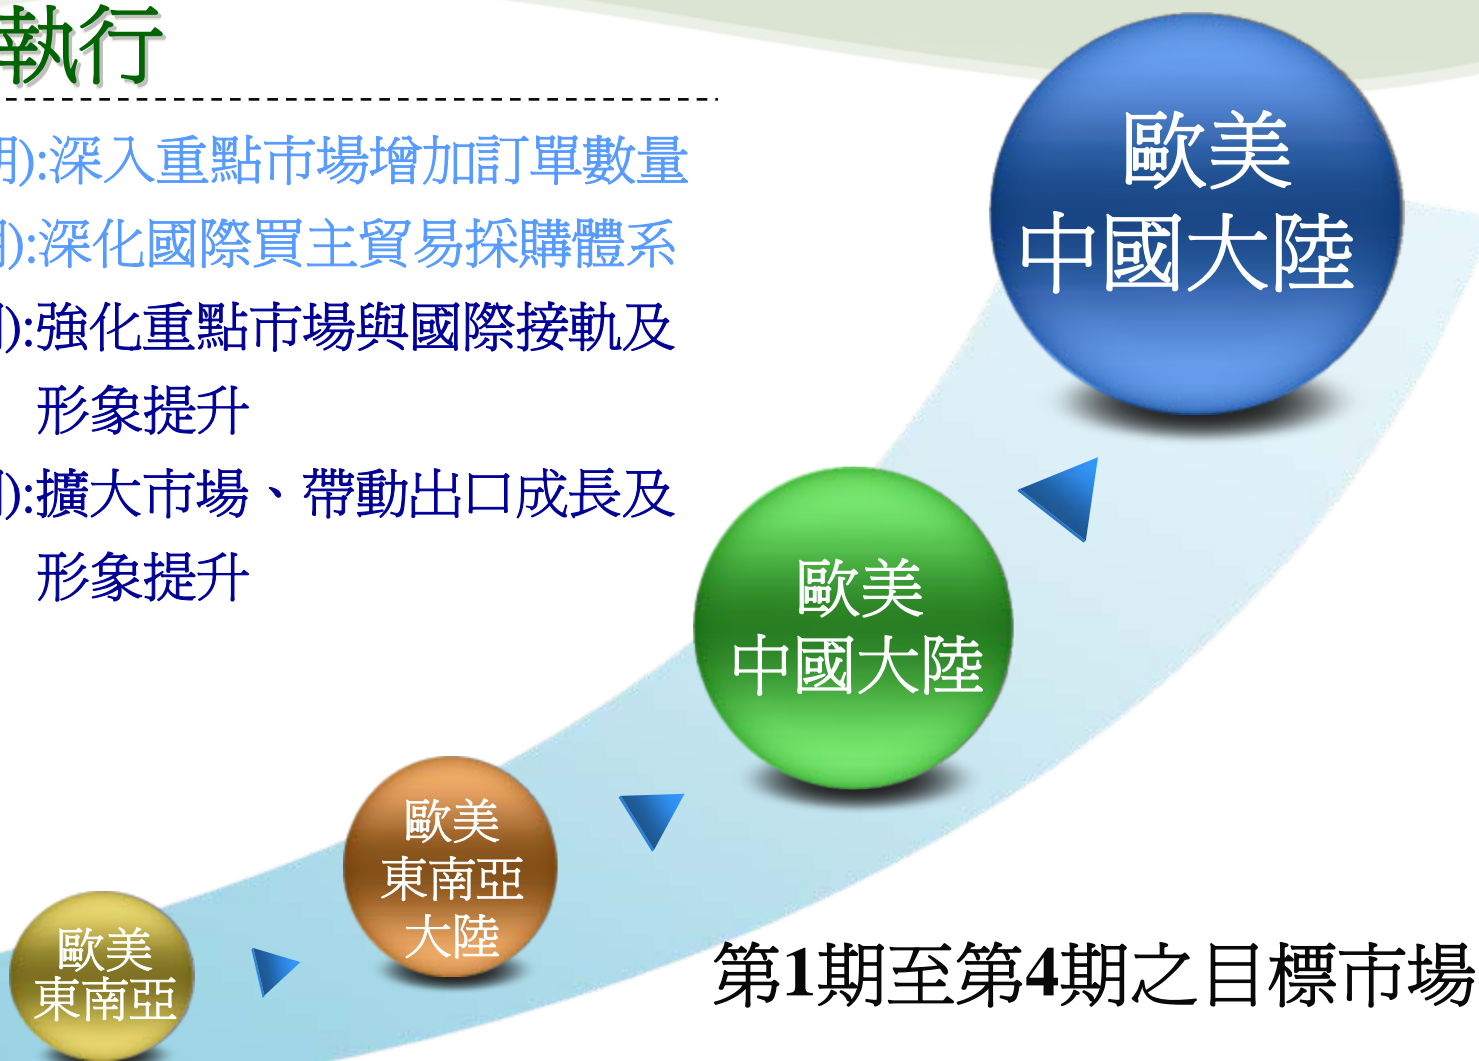 執行
期):深入重點市場增加訂單數量
):深化國際買主貿易採購體系
):強化重點市場與國際接軌及
形象提升
):擴大市場、帶動出口成長及
形象提升
歐美
中國大陸
歐美
中國大陸
歐美
東南亞
大陸
歐美
東南亞
第1期至第4期之目標市場